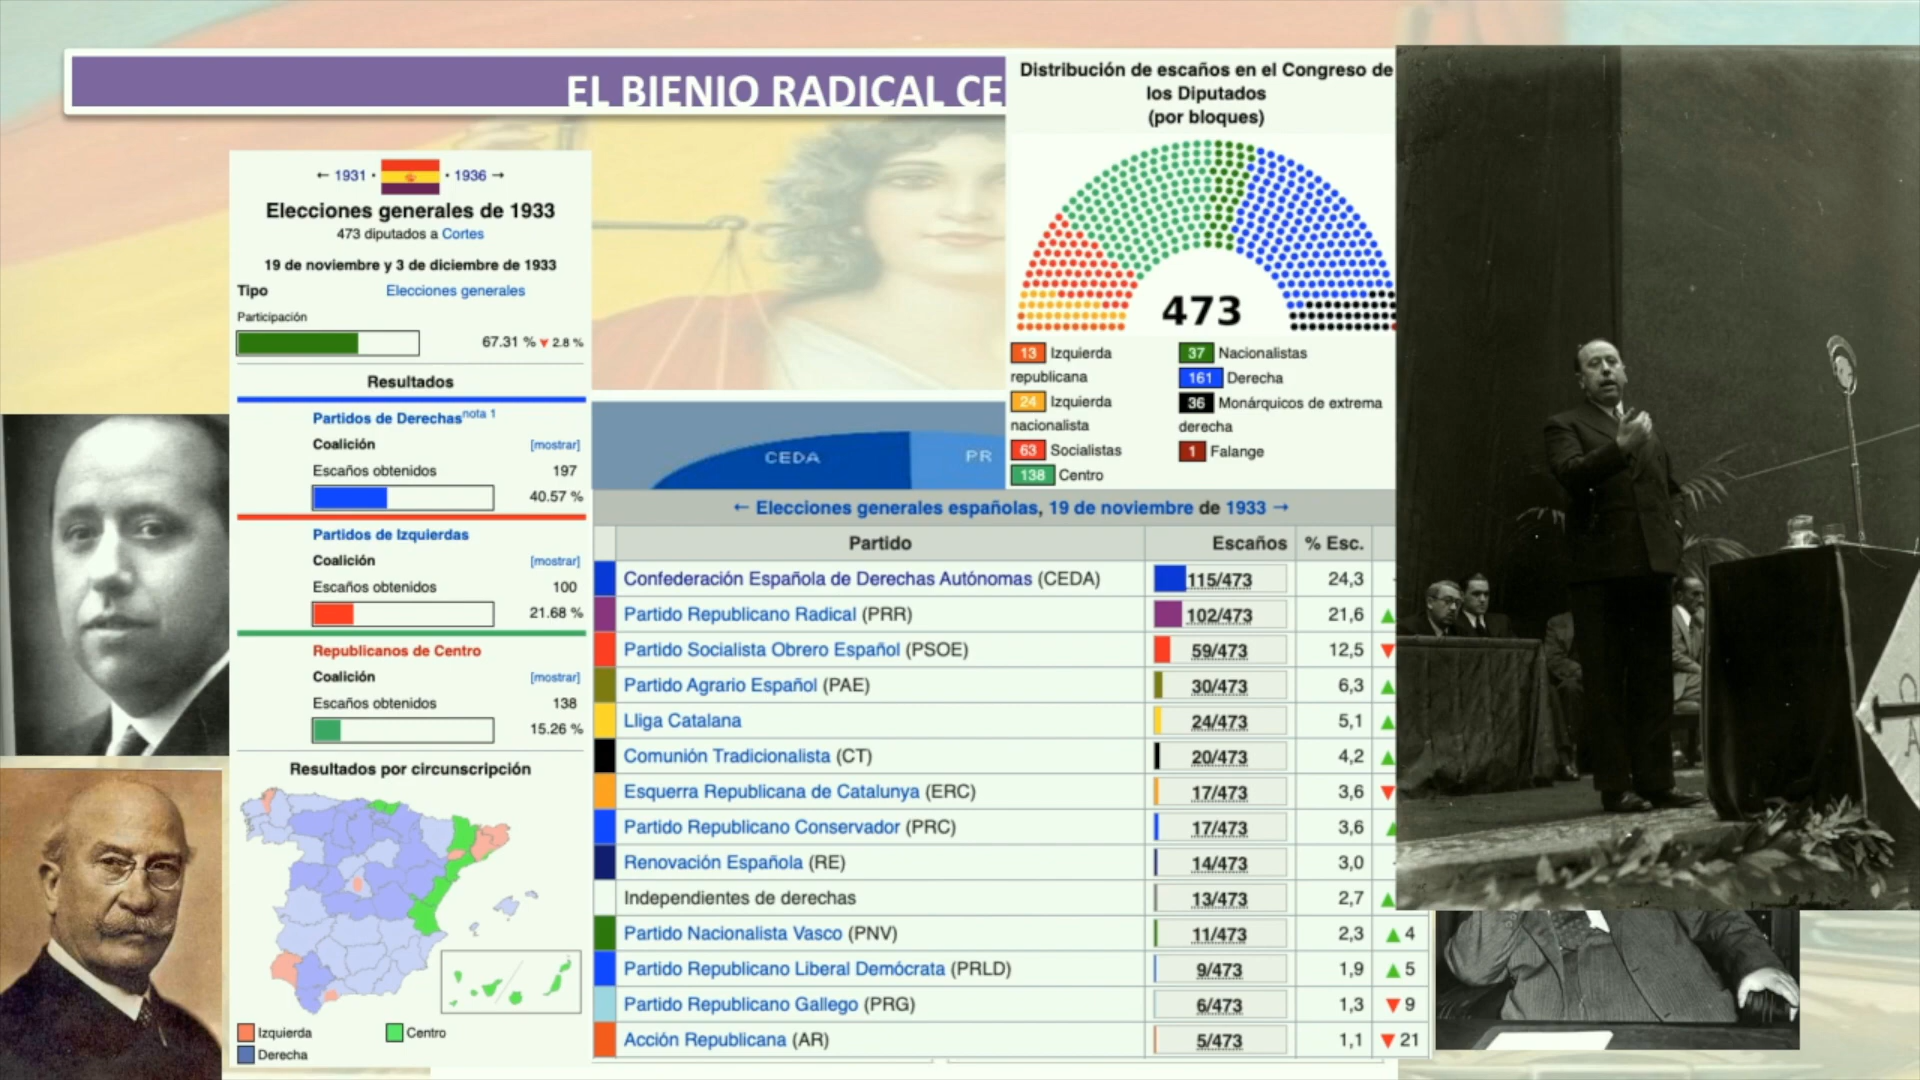 EL BIENIO RADICAL CE
← 1931 • • 1936 →
Elecciones generales de 1933
473 diputados a Cortes
19 de noviembre y 3 de diciembre de 1933
Tipo Elecciones generales
Participación
67.31 % ▼ 2.8 %
Resultados
Partidos de Derechas nota 1
Coalición [mostrar]
Escaños obtenidos 197
40.57 %
Partidos de Izquierdas
Coalición [mostrar]
Escaños obtenidos 100
21.68 %
Republicanos de Centro
Coalición [mostrar]
Escaños obtenidos 138
15.26 %
Resultados por circunscripción
Izquierda Centro
Derecha
CEDA PR
Distribución de escaños en el Congreso de
los Diputados
(por bloques)
473
13 Izquierda
republicana
24 Izquierda
nacionalista
63 Socialistas
138 Centro
37 Nacionalistas
161 Derecha
36 Monárquicos de extrema
derecha
1 Falange
← Elecciones generales españolas, 19 de noviembre de 1933 →
Partido Escaños % Esc.
Confederación Española de Derechas Autónomas (CEDA) 115/473 24,3
Partido Republicano Radical (PRR) 102/473 21,6 ▲
Partido Socialista Obrero Español (PSOE) 59/473 12,5 ▼
Partido Agrario Español (PAE) 30/473 6,3 ▲
Lliga Catalana 24/473 5,1 ▲
Comunión Tradicionalista (CT) 20/473 4,2 ▲
Esquerra Republicana de Catalunya (ERC) 17/473 3,6 ▼
Partido Republicano Conservador (PRC) 17/473 3,6 ▲
Renovación Española (RE) 14/473 3,0
Independientes de derechas 13/473 2,7 ▲
Partido Nacionalista Vasco (PNV) 11/473 2,3 ▲ 4
Partido Republicano Liberal Demócrata (PRLD) 9/473 1,9 ▲ 5
Partido Republicano Gallego (PRG) 6/473 1,3 ▼ 9
Acción Republicana (AR) 5/473 1,1 ▼ 21